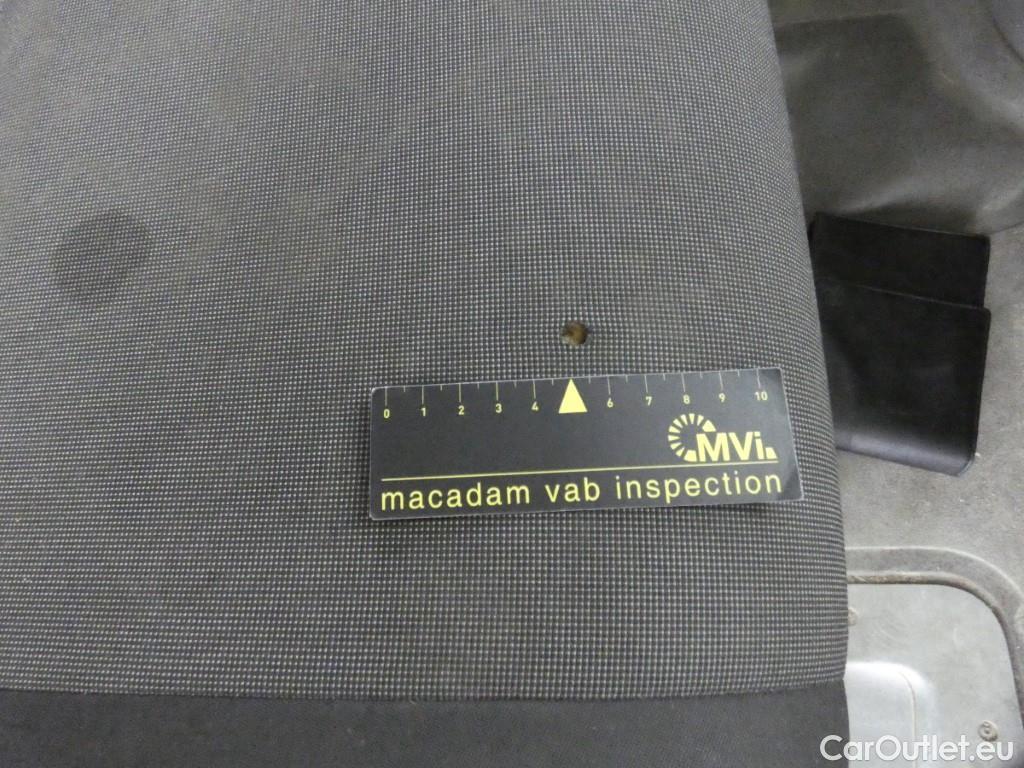 0 1 2 3 4 6 7 8 9 10
MVi
macadam vab inspection
CarOutlet.eu